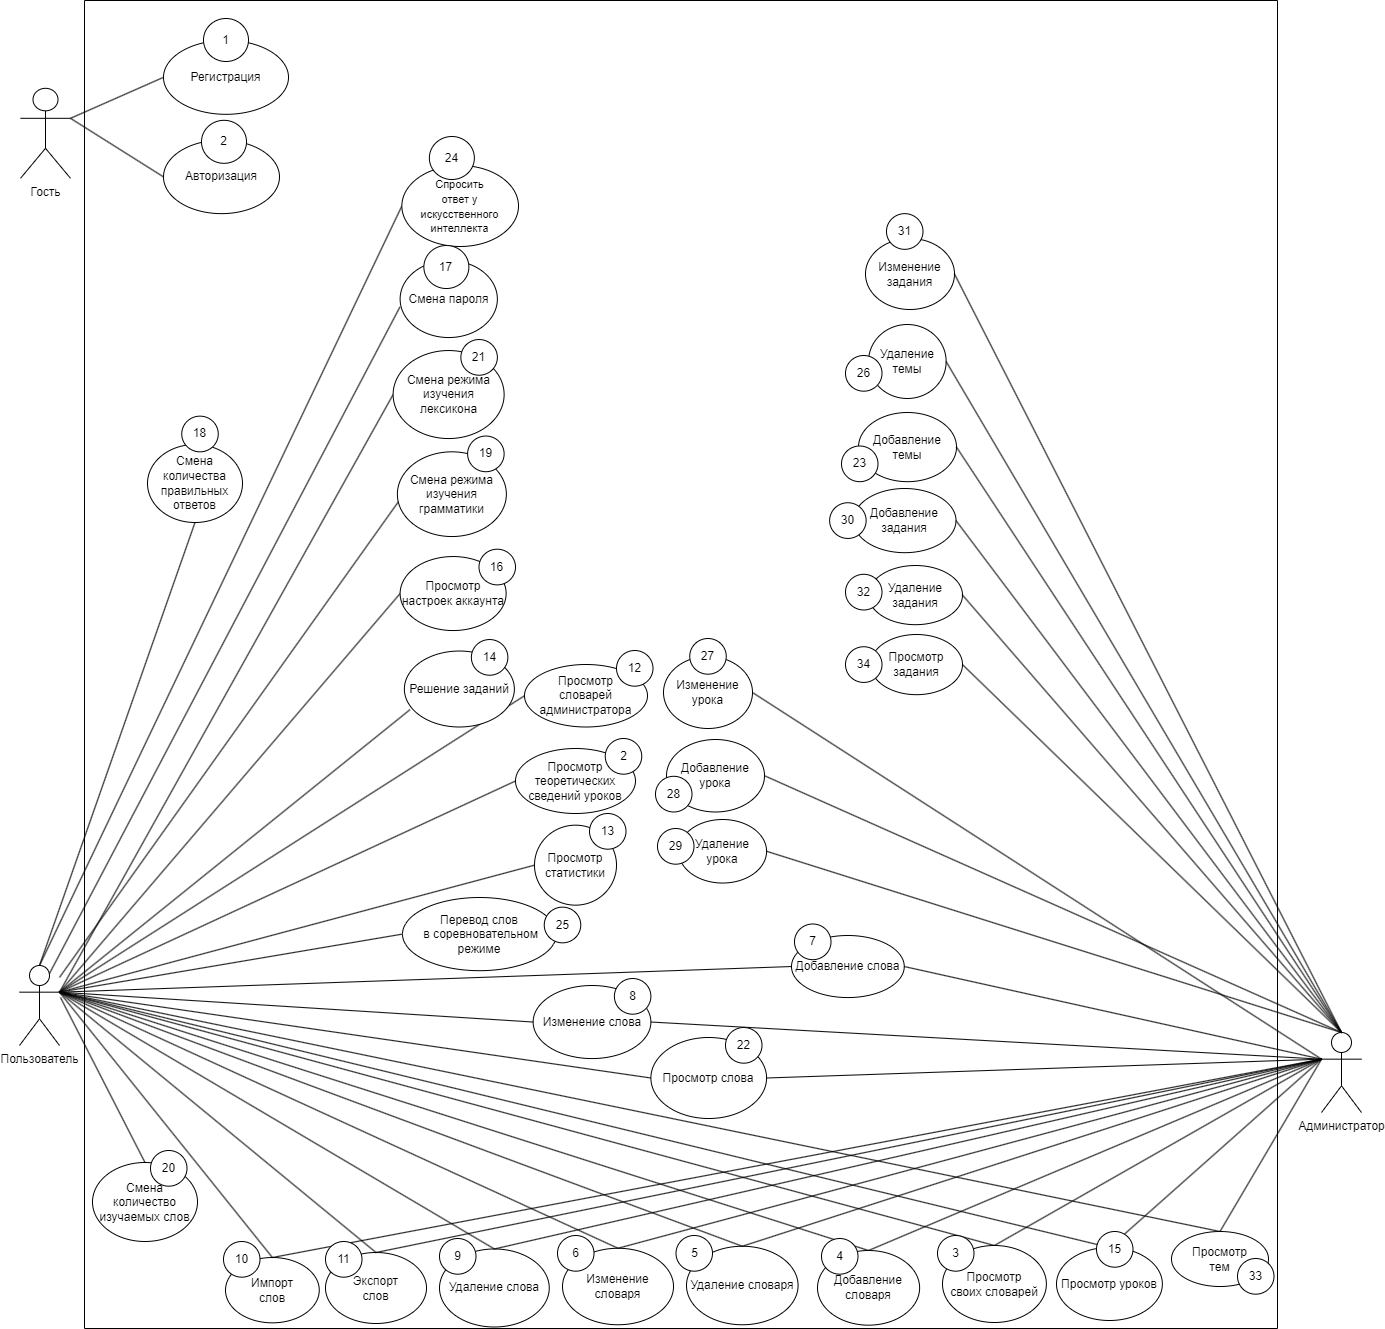 1
Регистрация
2
Авторизация
Гость
24
Спросить
ответ у
искусственного
интеллекта
17
Смена пароля
21
Смена режима
изучения
лексикона
18
Смена
количества
правильных
ответов
19
Смена режима
изучения
грамматики
16
Просмотр
настроек аккаунта
14
Решение заданий
12
Просмотр
словарей
администратора
2
Просмотр
теоретических
сведений уроков
13
Просмотр
статистики
25
Перевод слов
в соревновательном
режиме
31
Изменение
задания
Удаление
темы
26
Добавление
темы
23
30
Добавление
задания
32
Удаление
задания
34
Просмотр
задания
27
Изменение
урока
Добавление
урока
28
29
Удаление
урока
7
Добавление слова
8
Изменение слова
22
Просмотр слова
Пользователь
Администратор
20
Смена
количество
изучаемых слов
10
Импорт
слов
11
Экспорт
слов
9
Удаление слова
6
Изменение
словаря
5
Удаление словаря
4
Добавление
словаря
3
Просмотр
своих словарей
15
Просмотр уроков
Просмотр
тем
33